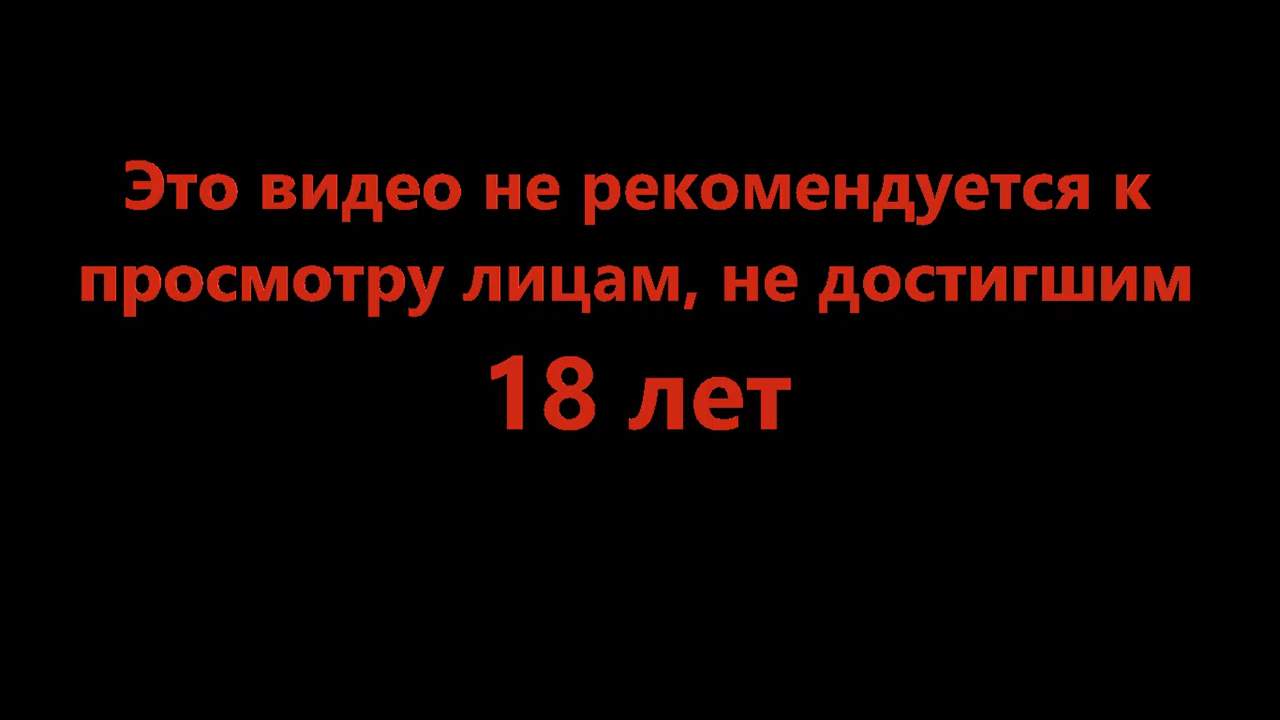 Это видео не рекомендуется к
просмотру лицам, не достигшим
18 лет